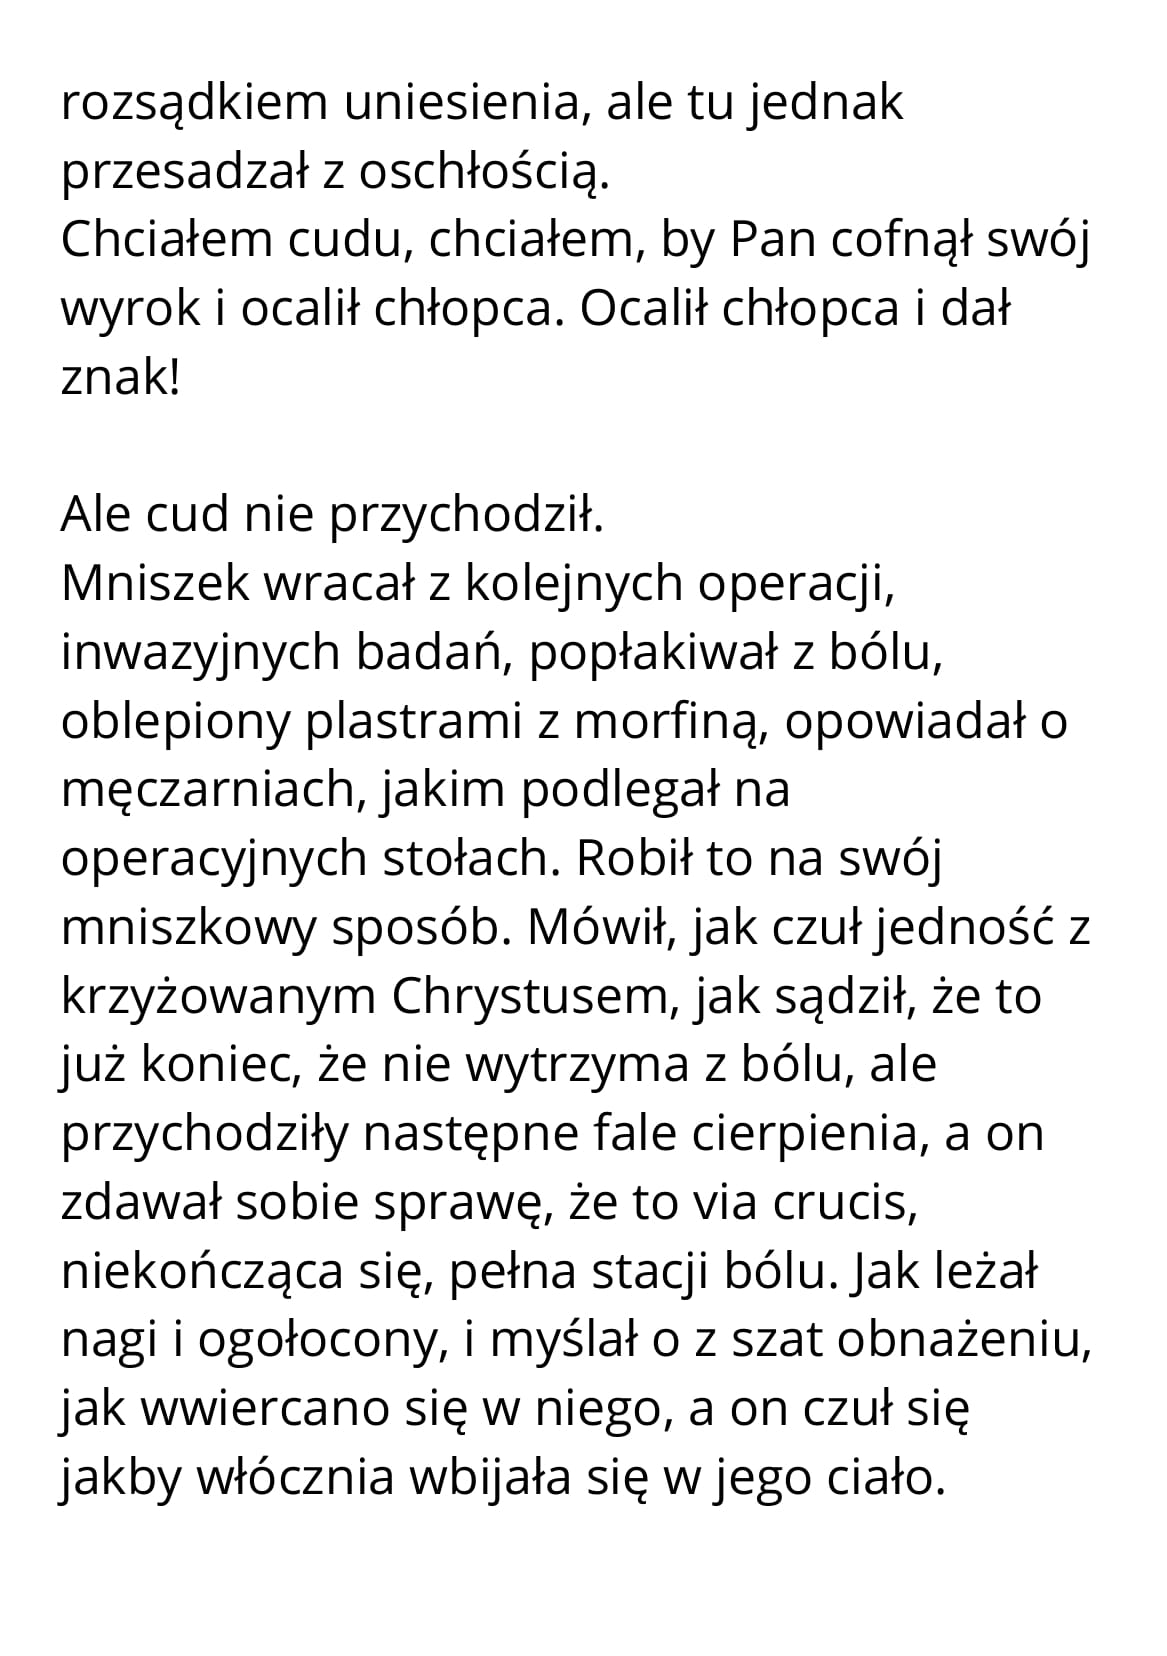 rozsądkiem uniesienia, ale tu jednak
przesadzał z oschłością.
Chciałem cudu, chciałem, by Pan cofnął swój
wyrok i ocalił chłopca. Ocalił chłopca i dał
znak!
Ale cud nie przychodził.
Mniszek wracał z kolejnych operacji,
inwazyjnych badań, popłakiwał z bólu,
oblepiony plastrami z morfiną, opowiadał o
męczarniach, jakim podlegał na
operacyjnych stołach. Robił to na swój
mniszkowy sposób. Mówił, jak czuł jedność z
krzyżowanym Chrystusem, jak sądził, że to
już koniec, że nie wytrzyma z bólu, ale
przychodziły następne fale cierpienia, a on
zdawał sobie sprawę, że to via crucis,
niekończąca się, pełna stacji bólu. Jak leżał
nagi i ogołocony, i myślał o z szat obnażeniu,
jak wwiercano się w niego, a on czuł się
jakby włócznia wbijała się w jego ciało.